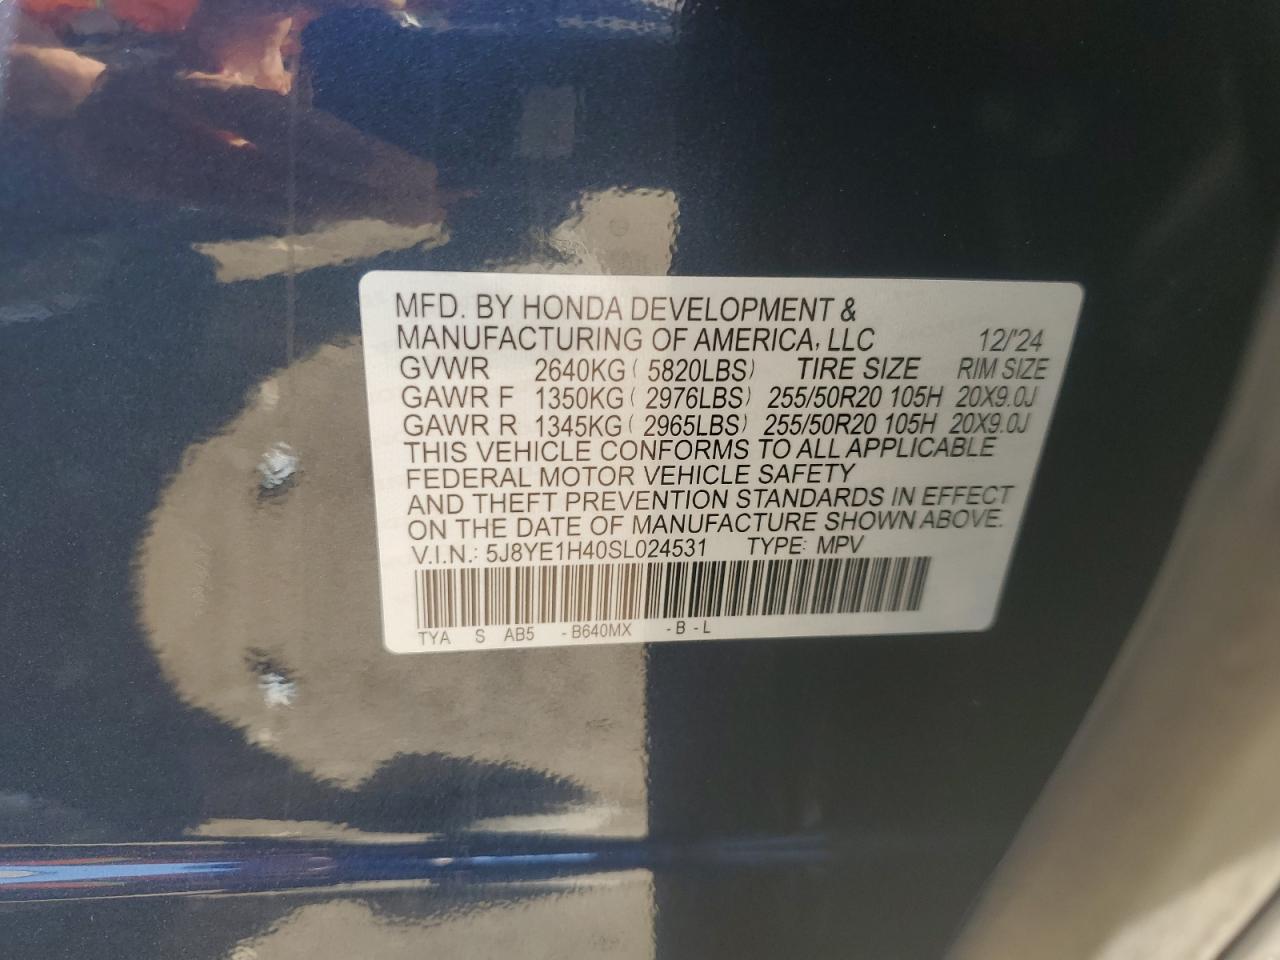 MFD. BY HONDA DEVELOPMENT &
MANUFACTURING OF AMERICA, LLC 12/'24
GVWR 2640KG ( 5820LBS) TIRE SIZE RIM SIZE
GAWR F 1350KG ( 2976LBS) 255/50R20 105H 20X9.0J
GAWR R 1345KG ( 2965LBS) 255/50R20 105H 20X9.0J
THIS VEHICLE CONFORMS TO ALL APPLICABLE
FEDERAL MOTOR VEHICLE SAFETY
AND THEFT PREVENTION STANDARDS IN EFFECT
ON THE DATE OF MANUFACTURE SHOWN ABOVE.
V.I.N.: 5J8YE1H40SL024531 TYPE: MPV
TYA S AB5 -B640MX -B-L